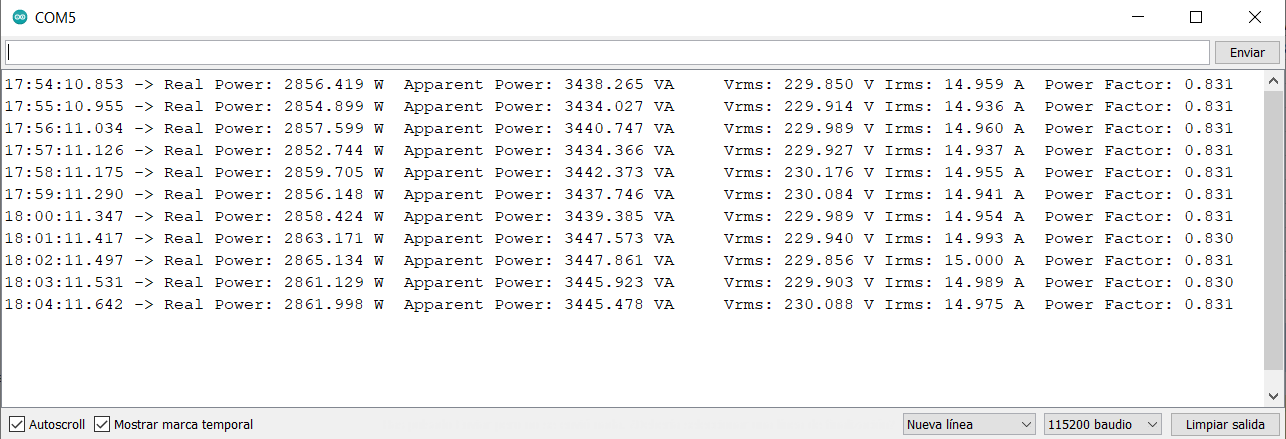 COM5
Enviar
17:54:10.853 -> Real Power: 2856.419 W  Apparent Power: 3438.265 VA     Vrms: 229.850 V Irms: 14.959 A  Power Factor: 0.831
17:55:10.955 -> Real Power: 2854.899 W  Apparent Power: 3434.027 VA     Vrms: 229.914 V Irms: 14.936 A  Power Factor: 0.831
17:56:11.034 -> Real Power: 2857.599 W  Apparent Power: 3440.747 VA     Vrms: 229.989 V Irms: 14.960 A  Power Factor: 0.831
17:57:11.126 -> Real Power: 2852.744 W  Apparent Power: 3434.366 VA     Vrms: 229.927 V Irms: 14.937 A  Power Factor: 0.831
17:58:11.175 -> Real Power: 2859.705 W  Apparent Power: 3442.373 VA     Vrms: 230.176 V Irms: 14.955 A  Power Factor: 0.831
17:59:11.290 -> Real Power: 2856.148 W  Apparent Power: 3437.746 VA     Vrms: 230.084 V Irms: 14.941 A  Power Factor: 0.831
18:00:11.347 -> Real Power: 2858.424 W  Apparent Power: 3439.385 VA     Vrms: 229.989 V Irms: 14.954 A  Power Factor: 0.831
18:01:11.417 -> Real Power: 2863.171 W  Apparent Power: 3447.573 VA     Vrms: 229.940 V Irms: 14.993 A  Power Factor: 0.830
18:02:11.497 -> Real Power: 2865.134 W  Apparent Power: 3447.861 VA     Vrms: 229.856 V Irms: 15.000 A  Power Factor: 0.831
18:03:11.531 -> Real Power: 2861.129 W  Apparent Power: 3445.923 VA     Vrms: 229.903 V Irms: 14.989 A  Power Factor: 0.830
18:04:11.642 -> Real Power: 2861.998 W  Apparent Power: 3445.478 VA     Vrms: 230.088 V Irms: 14.975 A  Power Factor: 0.831
Autoscroll Mostrar marca temporal Nueva línea 115200 baudio Limpiar salida